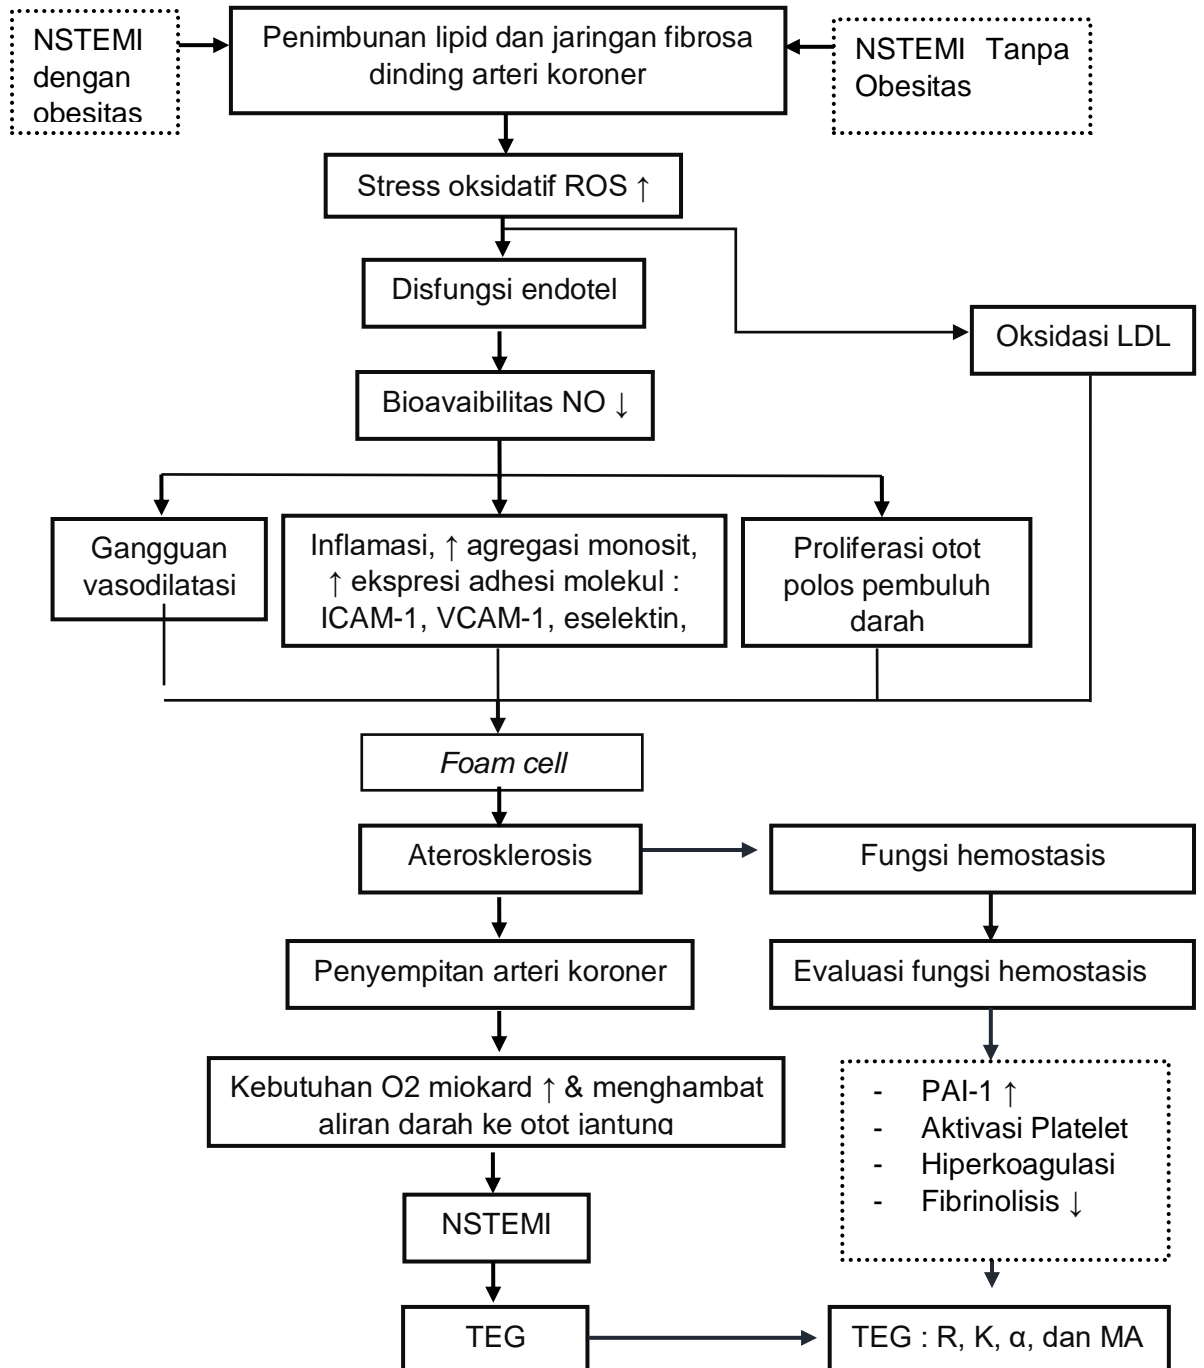 NSTEMI
dengan
obesitas
Penimbunan lipid dan jaringan fibrosa
dinding arteri koroner
NSTEMI Tanpa
Obesitas
Stress oksidatif ROS ↑
Disfungsi endotel
Oksidasi LDL
Bioavaibilitas NO ↓
Gangguan
vasodilatasi
Inflamasi, ↑ agregasi monosit,
↑ ekspresi adhesi molekul :
ICAM-1, VCAM-1, eselektin,
Proliferasi otot
polos pembuluh
darah
Foam cell
Aterosklerosis
Fungsi hemostasis
Penyempitan arteri koroner
Evaluasi fungsi hemostasis
Kebutuhan O2 miokard ↑ & menghambat
aliran darah ke otot jantung
- PAI-1 ↑
- Aktivasi Platelet
- Hiperkoagulasi
- Fibrinolisis ↓
NSTEMI
TEG
TEG : R, K, α, dan MA